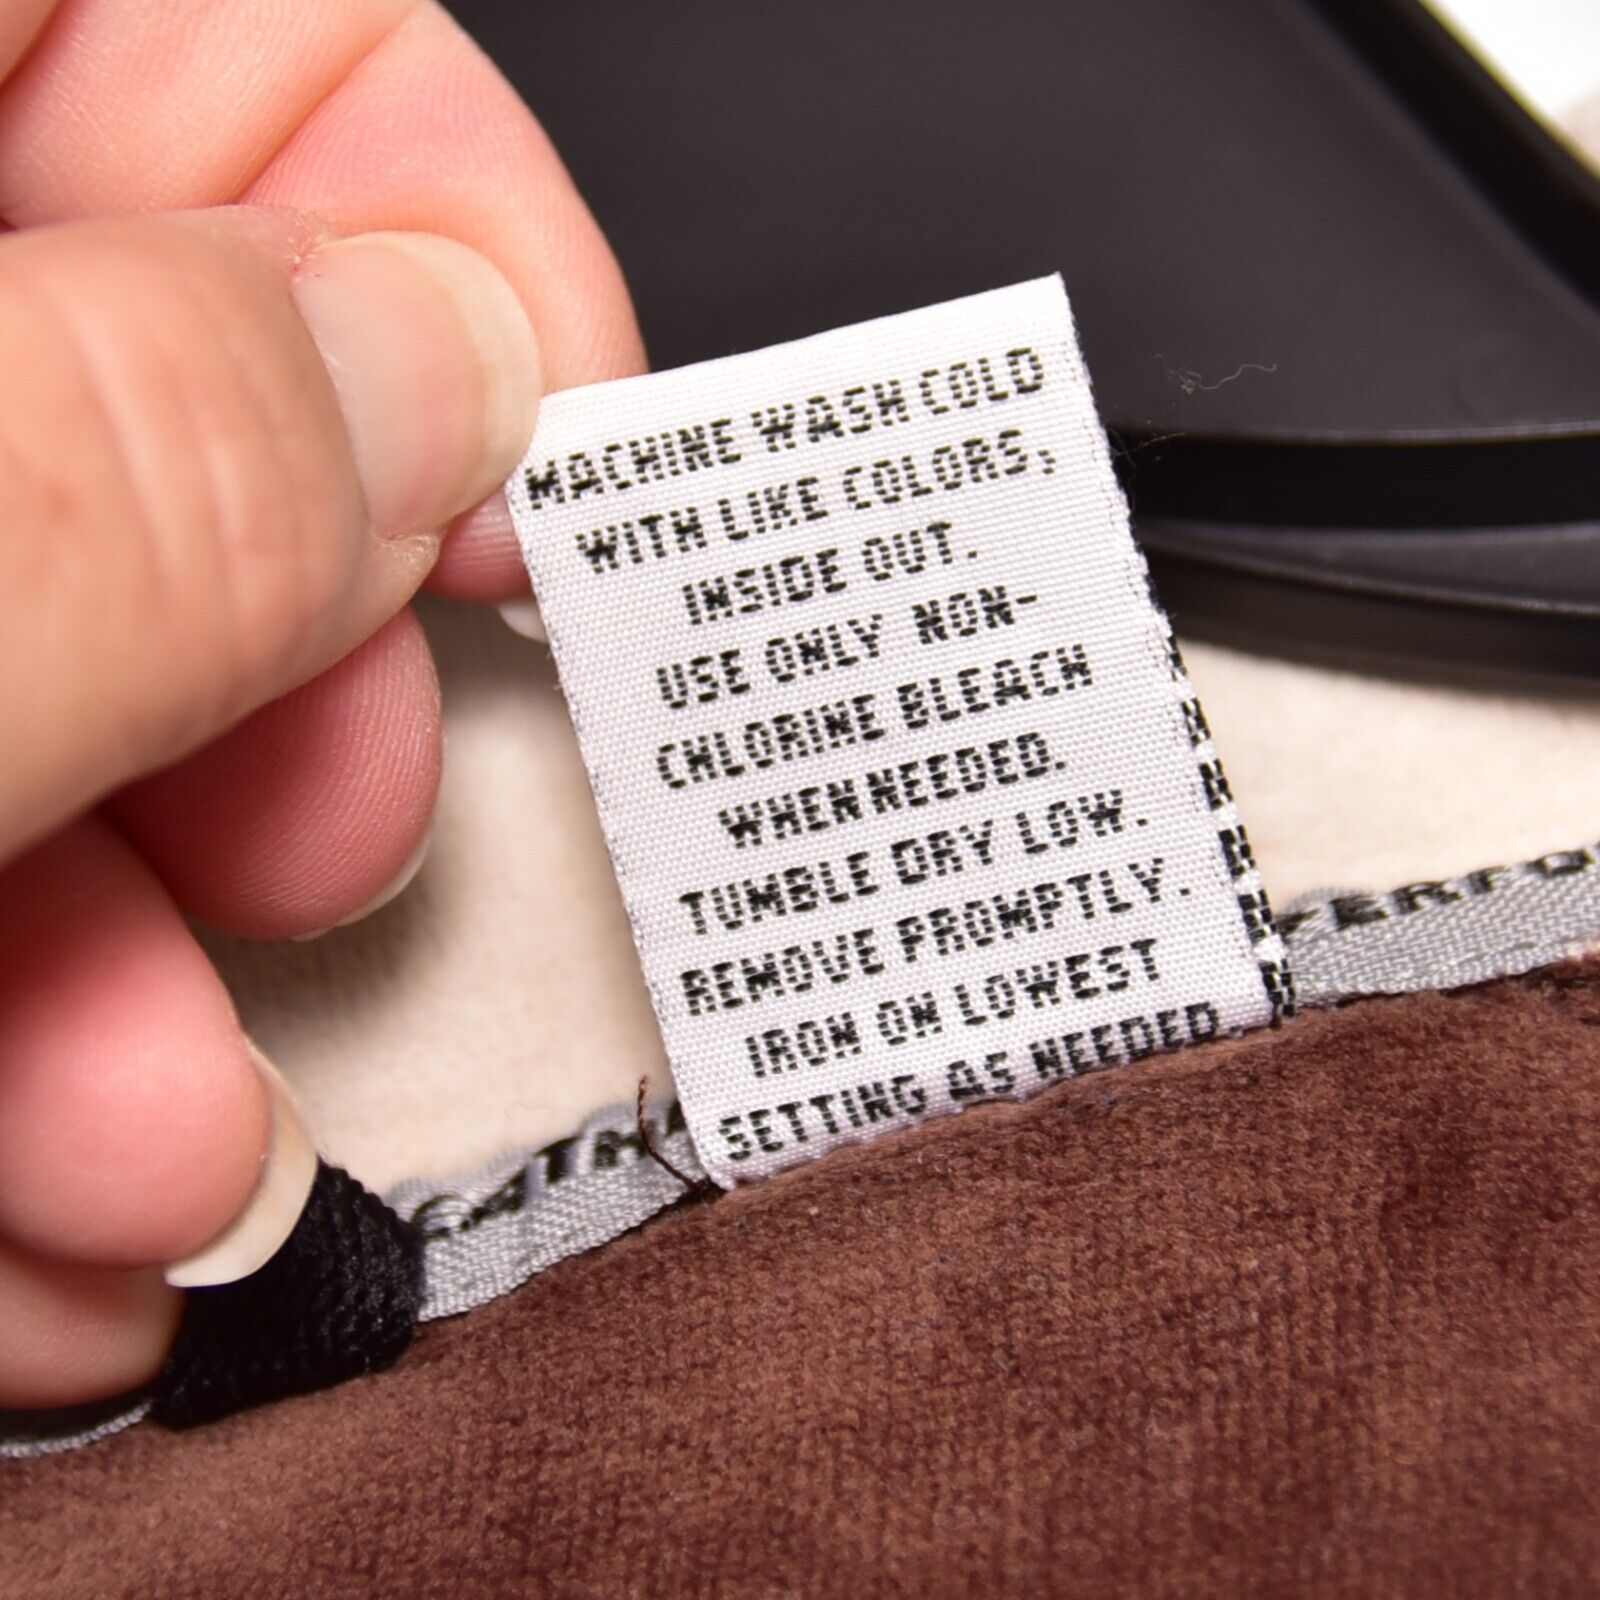 MACHINE WASH COLD
WITH LIKE COLORS,
INSIDE OUT.
USE ONLY NON-
CHLORINE BLEACH
WHEN NEEDED.
TUMBLE DRY LOW.
REMOVE PROMPTLY.
IRON ON LOWEST
SETTING AS NEEDED.